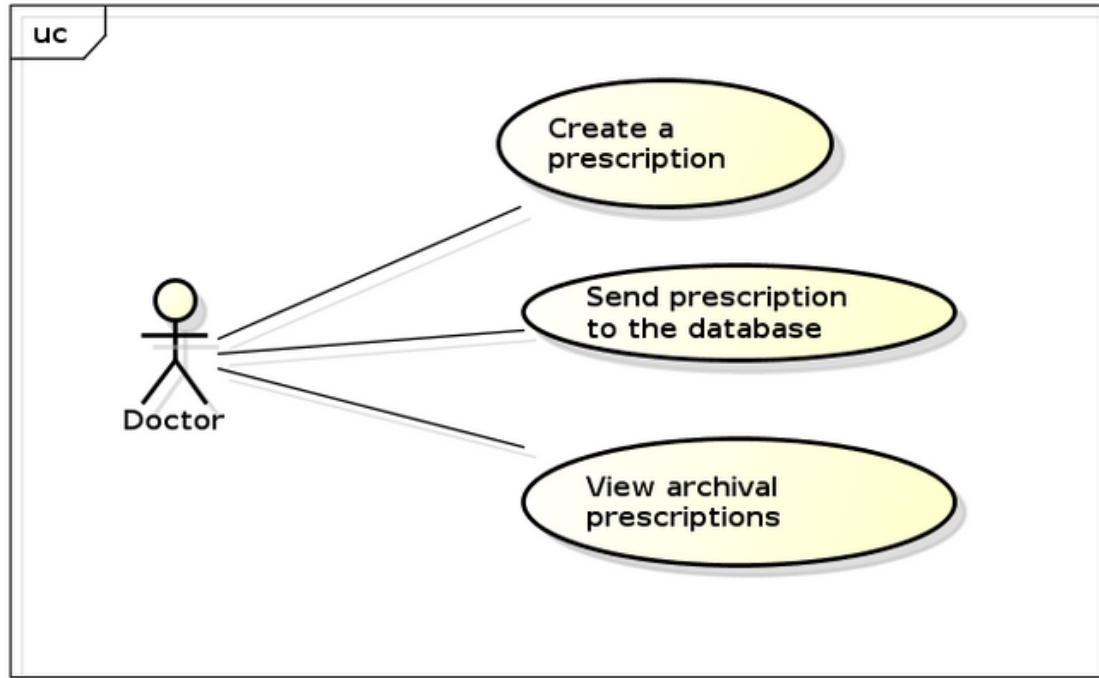 uc
Create a
prescription
Send prescription
to the database
Doctor
View archival
prescriptions